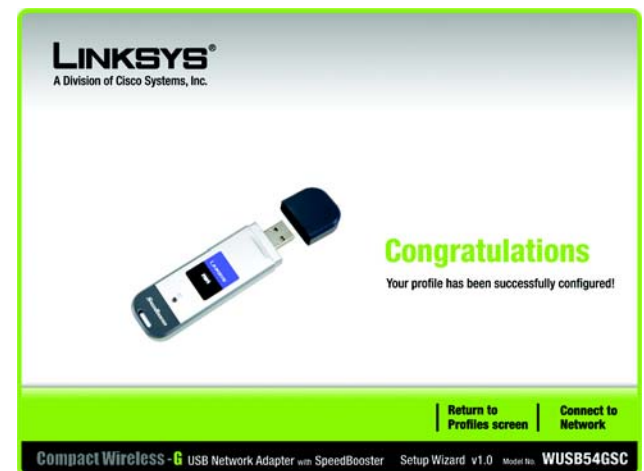 LINKSYS®
A Division of Cisco Systems, Inc.
SpeedBooster
Congratulations
Your profile has been successfully configured!
Return to
Profiles screen
Connect to
Network
Compact Wireless-G USB Network Adapter with SpeedBooster Setup Wizard v1.0 Model No. WUSB54GSC